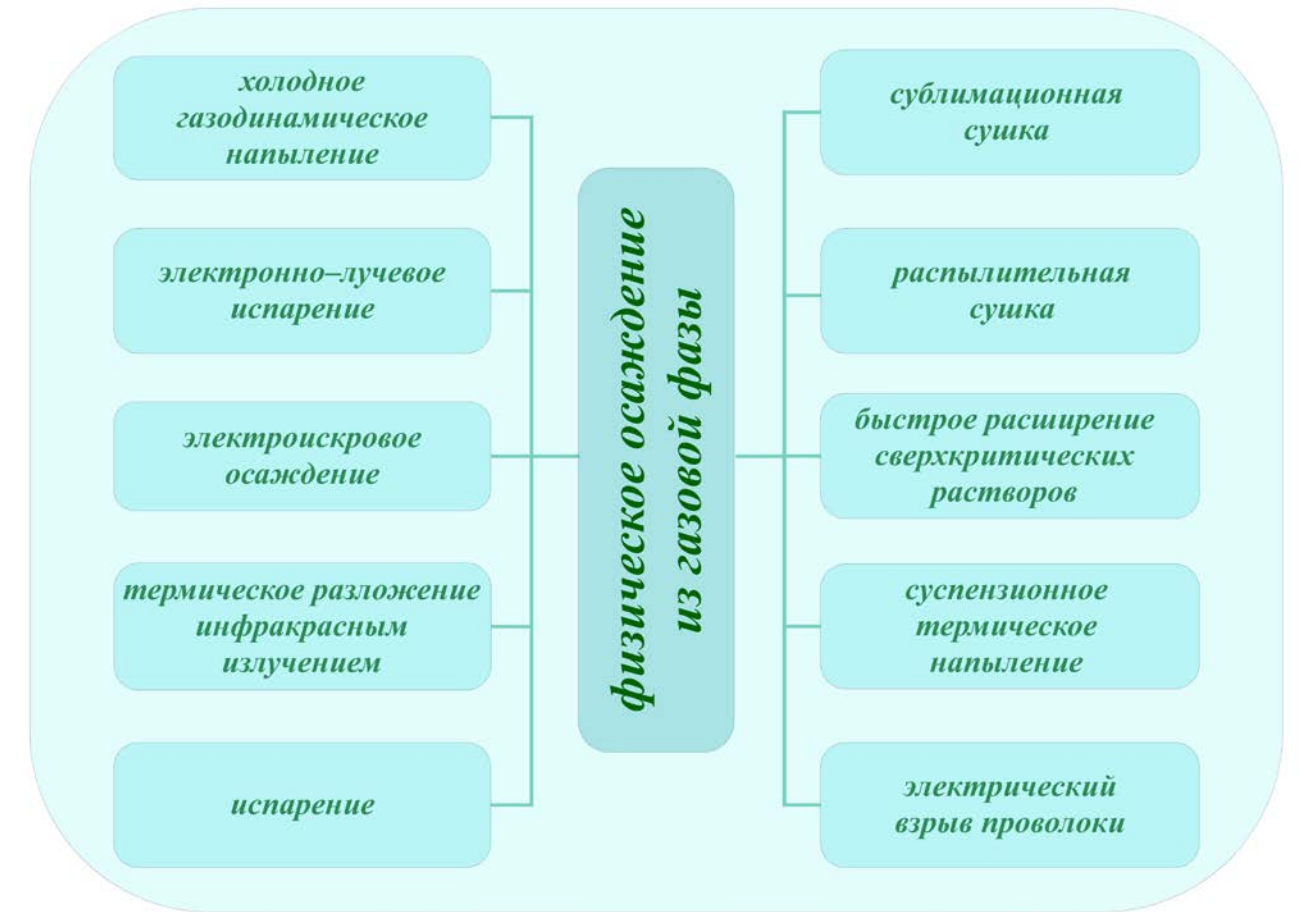 холодное
газодинамическое
напыление
электронно–лучевое
испарение
электроискровое
осаждение
термическое разложение
инфракрасным
излучением
испарение
физическое осаждение
из газовой фазы
сублимационная
сушка
распылительная
сушка
быстрое расширение
сверхкритических
растворов
суспензионное
термическое
напыление
электрический
взрыв проволоки